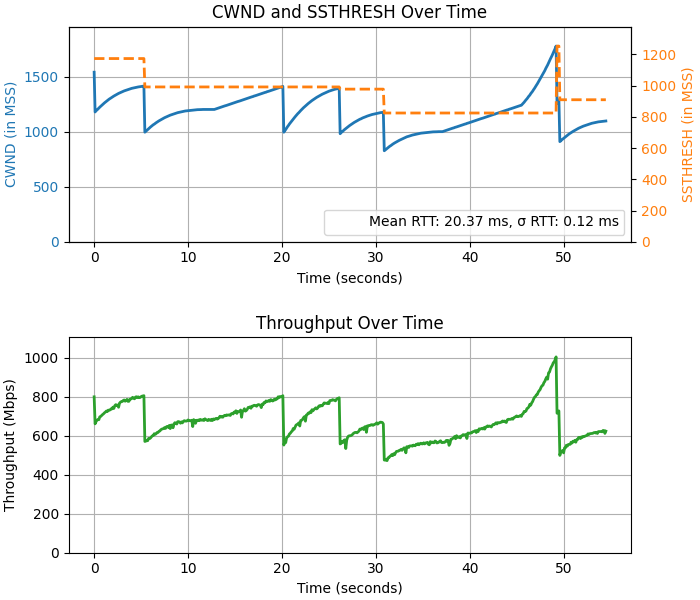 CWND and SSTHRESH Over Time
CWND (in MSS)
1500
1000
500
0
1200
1000
800
600
400
200
0
SSTHRESH (in MSS)
Mean RTT: 20.37 ms, σ RTT: 0.12 ms
0 10 20 30 40 50
Time (seconds)
Throughput Over Time
Throughput (Mbps)
1000
800
600
400
200
0
0 10 20 30 40 50
Time (seconds)